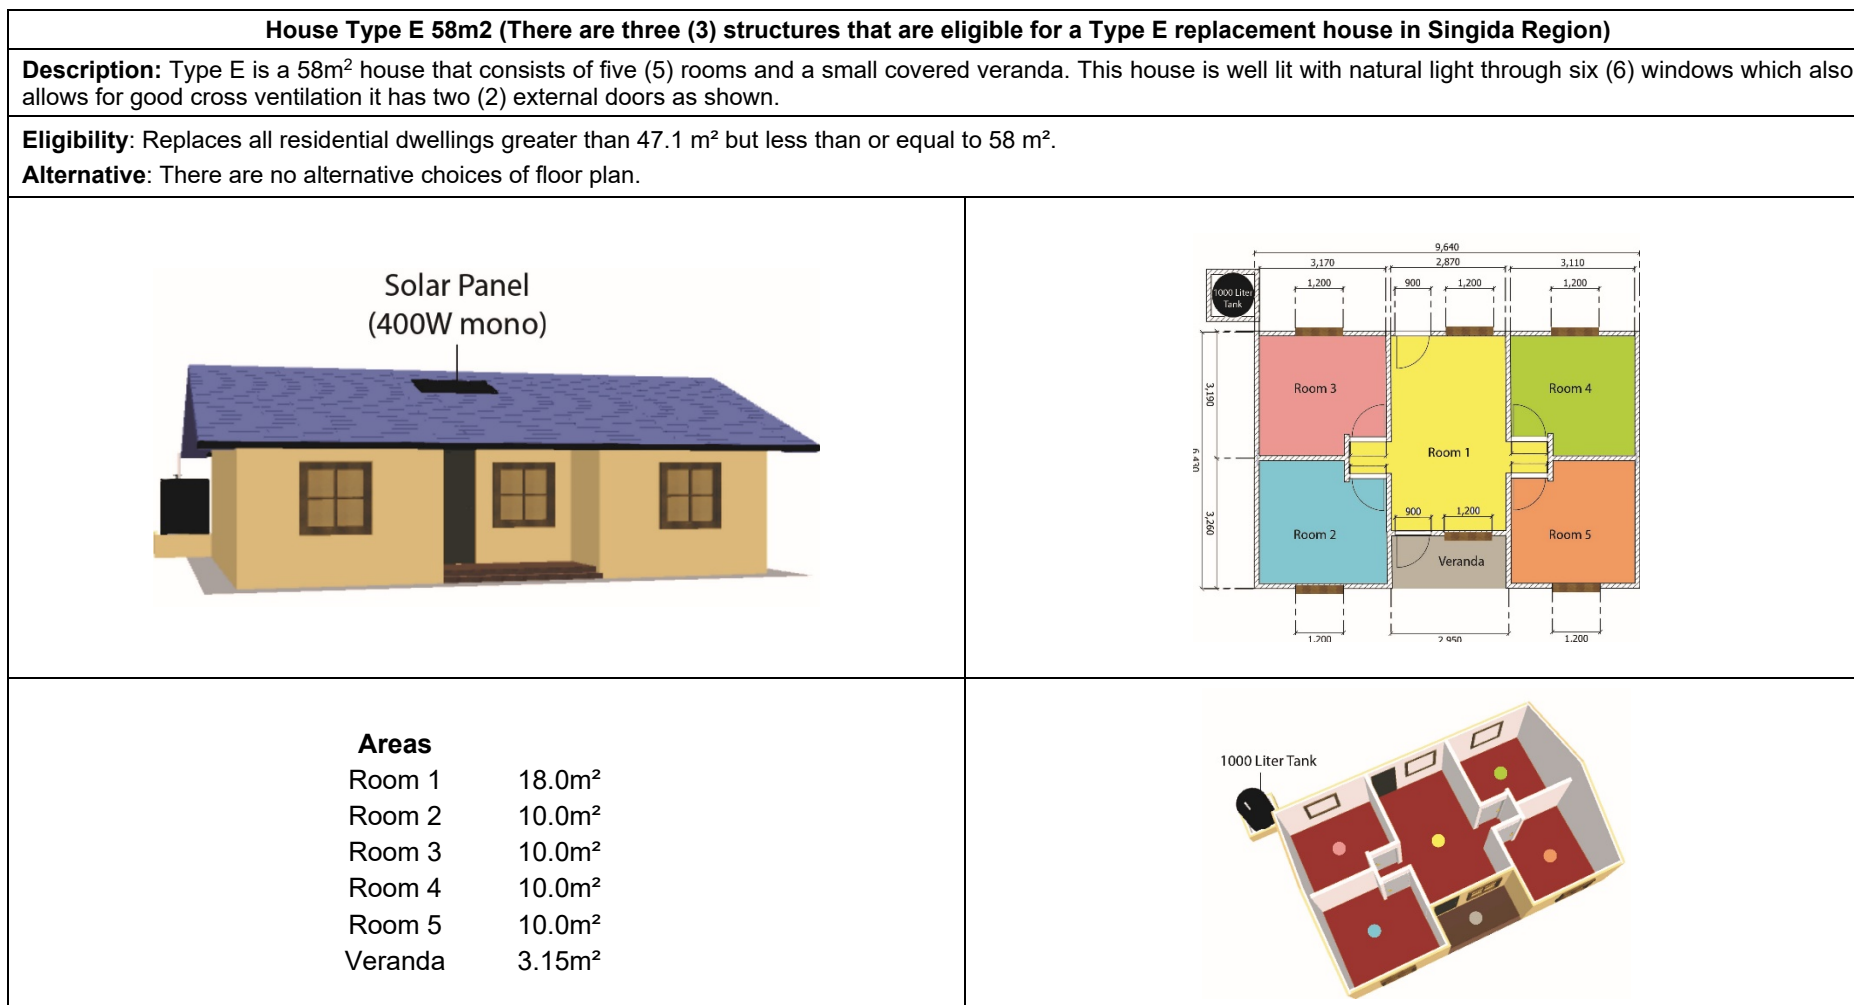 House Type E 58m2 (There are three (3) structures that are eligible for a Type E replacement house in Singida Region)
Description: Type E is a 58m² house that consists of five (5) rooms and a small covered veranda. This house is well lit with natural light through six (6) windows which also
allows for good cross ventilation it has two (2) external doors as shown.
Eligibility: Replaces all residential dwellings greater than 47.1 m² but less than or equal to 58 m².
Alternative: There are no alternative choices of floor plan.
Solar Panel
(400W mono)
9,640
3,170 2,870 3,110
1,200 900 1,200 1,200
1000 Liter
Tank
3,190
Room 3
Room 4
Room 1
6,430
3,260
900 1,200
Room 2
Room 5
Veranda
1,200 2,950 1,200
Areas
Room 1 18.0m²
Room 2 10.0m²
Room 3 10.0m²
Room 4 10.0m²
Room 5 10.0m²
Veranda 3.15m²
1000 Liter Tank